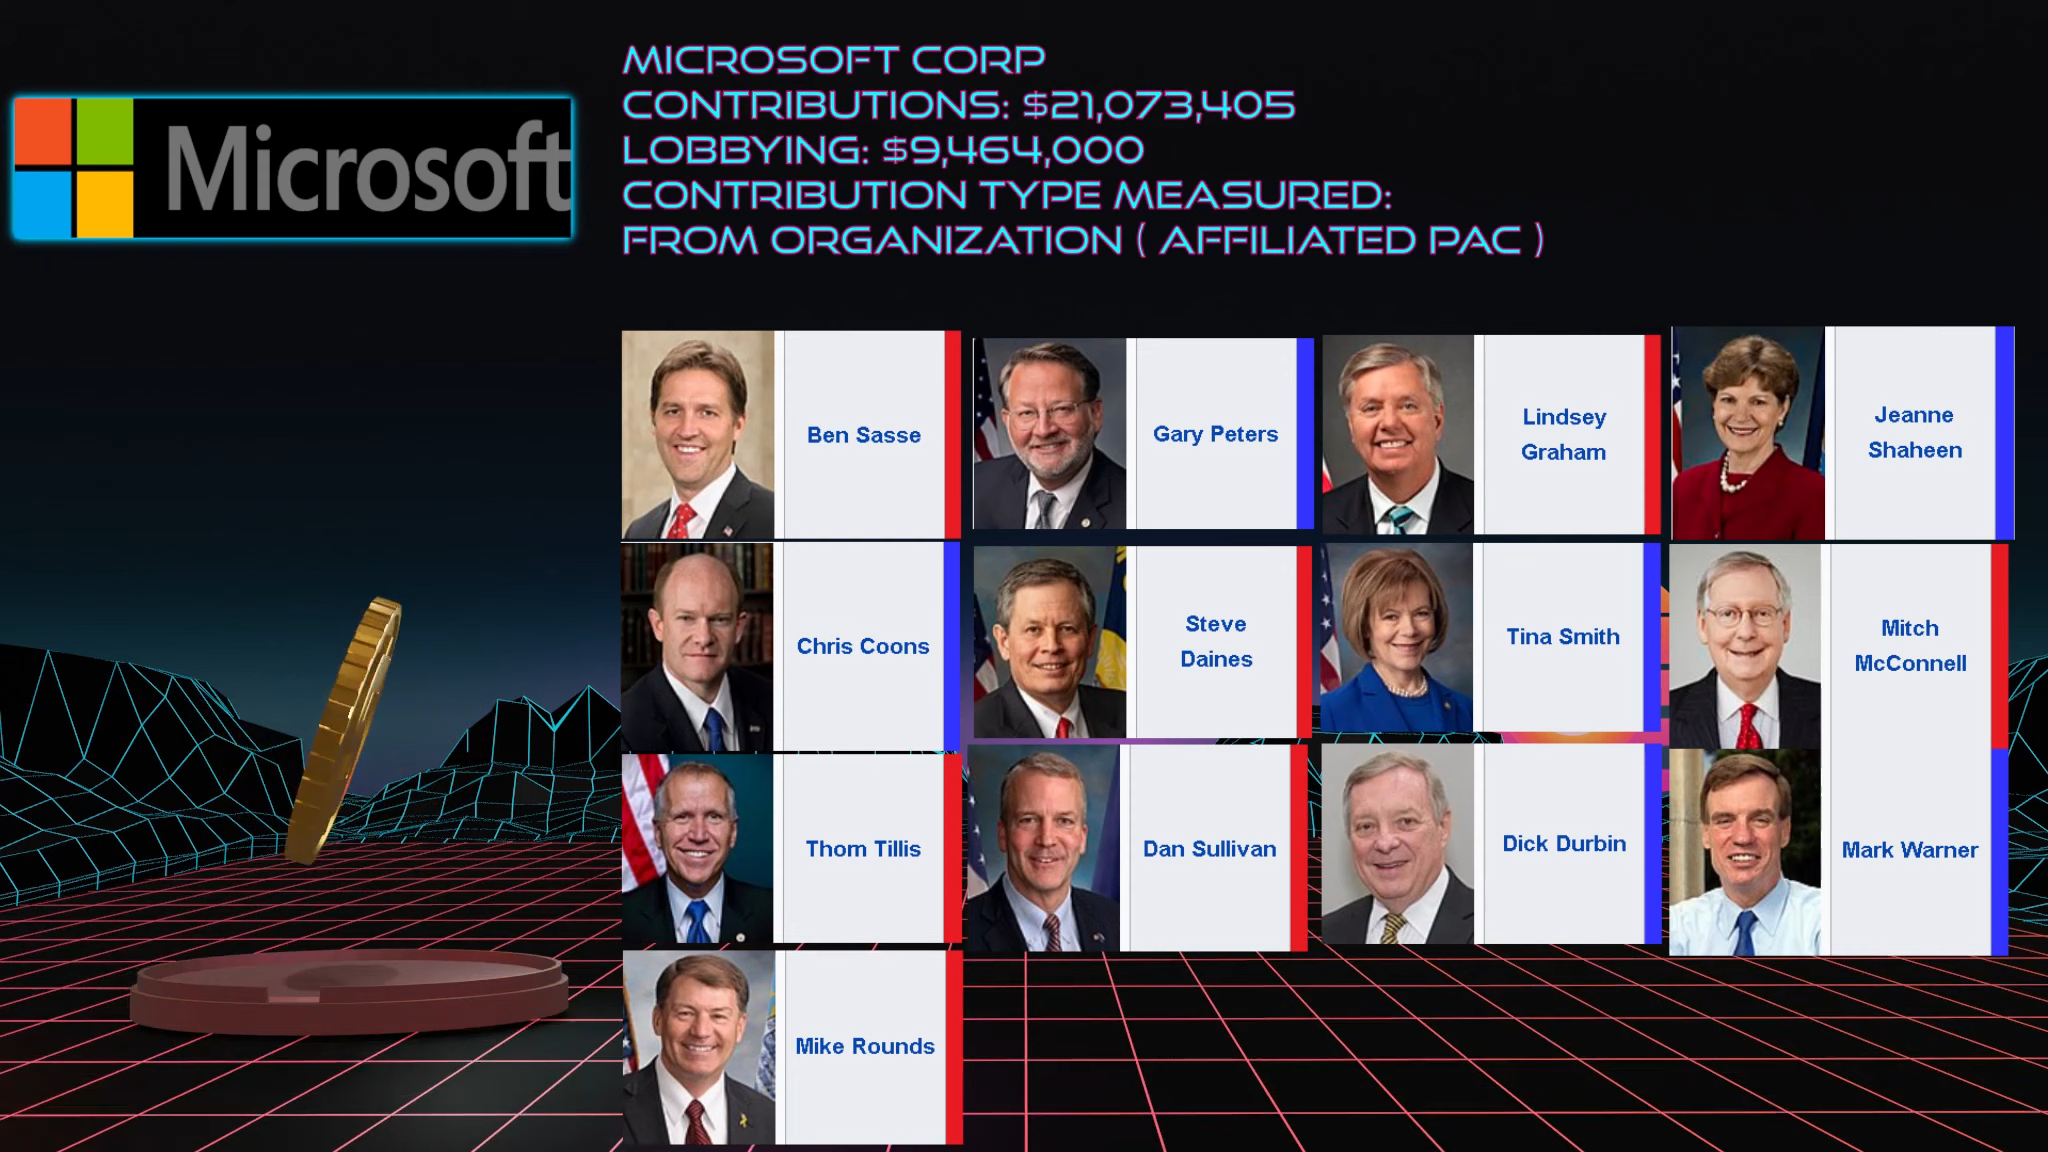 Microsoft
MICROSOFT CORP
CONTRIBUTIONS: $21,073,405
LOBBYING: $9,464,000
CONTRIBUTION TYPE MEASURED:
FROM ORGANIZATION ( AFFILIATED PAC )
Ben Sasse
Gary Peters
Lindsey
Graham
Jeanne
Shaheen
Chris Coons
Steve
Daines
Tina Smith
Mitch
McConnell
Thom Tillis
Dan Sullivan
Dick Durbin
Mark Warner
Mike Rounds